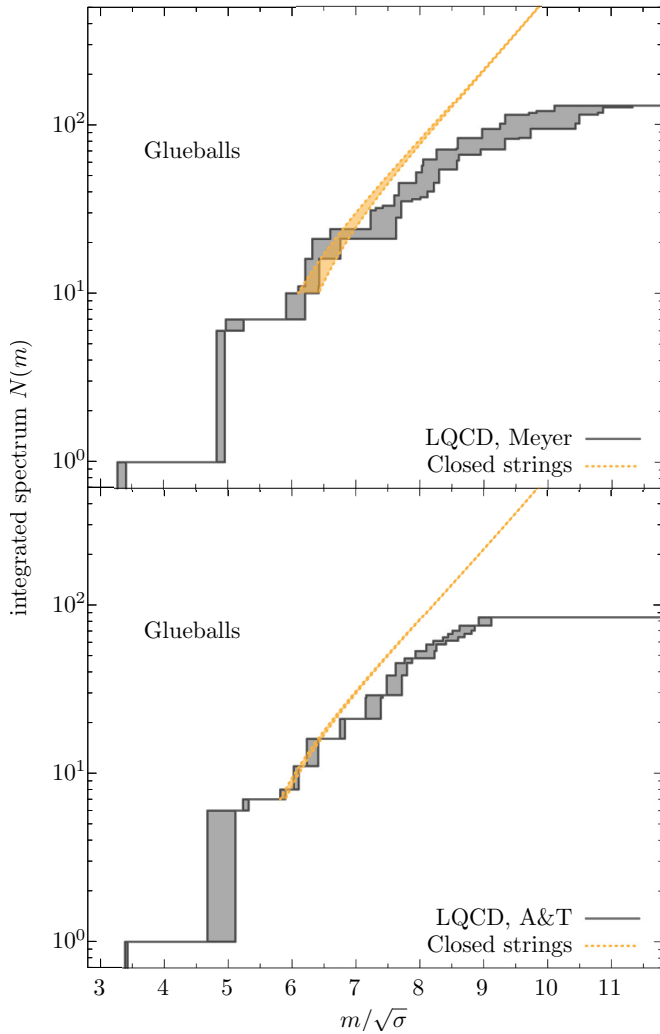 10²
Glueballs
10¹
LQCD, Meyer
Closed strings
10⁰
integrated spectrum N(m)
10²
Glueballs
10¹
LQCD, A&T
Closed strings
10⁰
3 4 5 6 7 8 9 10 11
m/√σ